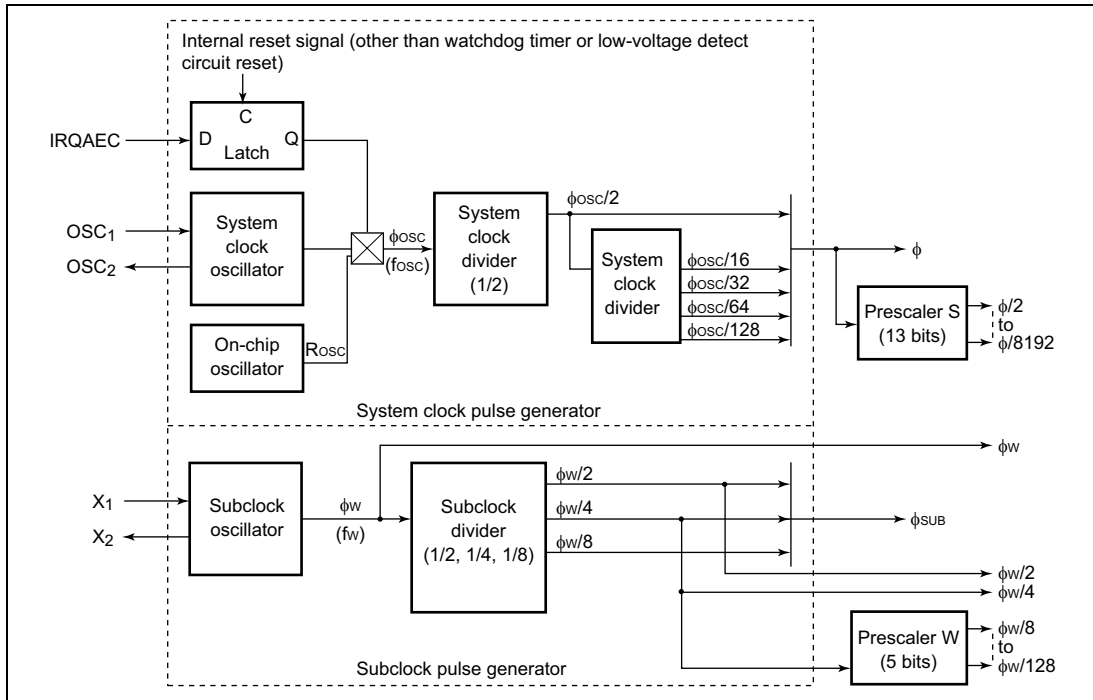 Internal reset signal (other than watchdog timer or low-voltage detect
circuit reset)
C
IRQAEC
D
Q
Latch
OSC1
OSC2
System
clock
oscillator
φOSC
(fOSC)
System
clock
divider
(1/2)
φOSC/2
System
clock
divider
φOSC/16
φOSC/32
φOSC/64
φOSC/128
φ
Prescaler S
(13 bits)
φ/2
to
φ/8192
On-chip
oscillator
ROSC
System clock pulse generator
X1
X2
Subclock
oscillator
φW
(fW)
Subclock
divider
(1/2, 1/4, 1/8)
φW/2
φW/4
φW/8
φW
φSUB
φW/2
φW/4
Prescaler W
(5 bits)
φW/8
to
φW/128
Subclock pulse generator